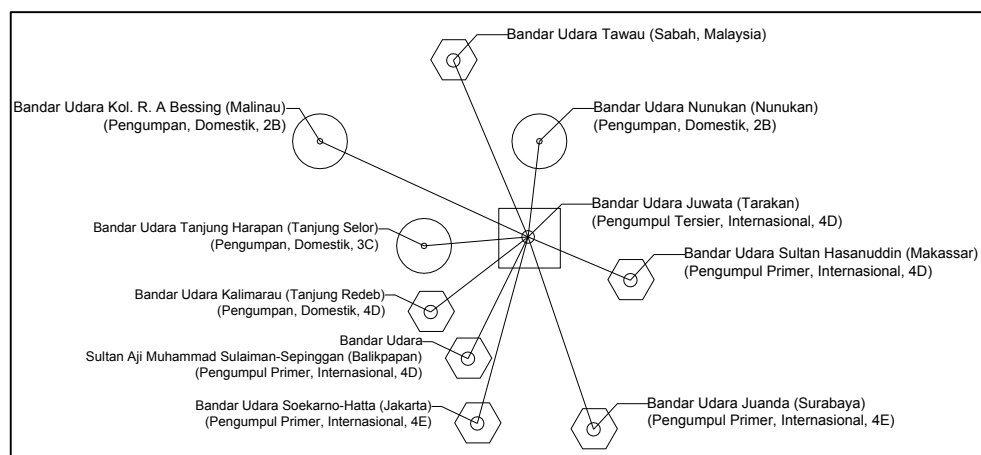 Bandar Udara Tawau (Sabah, Malaysia)
Bandar Udara Kol. R. A Bessing (Malinau)
(Pengumpan, Domestik, 2B)
Bandar Udara Nunukan (Nunukan)
(Pengumpan, Domestik, 2B)
Bandar Udara Juwata (Tarakan)
(Pengumpul Tersier, Internasional, 4D)
Bandar Udara Tanjung Harapan (Tanjung Selor)
(Pengumpan, Domestik, 3C)
Bandar Udara Sultan Hasanuddin (Makassar)
(Pengumpul Primer, Internasional, 4D)
Bandar Udara Kalimarau (Tanjung Redeb)
(Pengumpan, Domestik, 4D)
Bandar Udara
Sultan Aji Muhammad Sulaiman-Sepinggan (Balikpapan)
(Pengumpul Primer, Internasional, 4D)
Bandar Udara Soekarno-Hatta (Jakarta)
(Pengumpul Primer, Internasional, 4E)
Bandar Udara Juanda (Surabaya)
(Pengumpul Primer, Internasional, 4E)